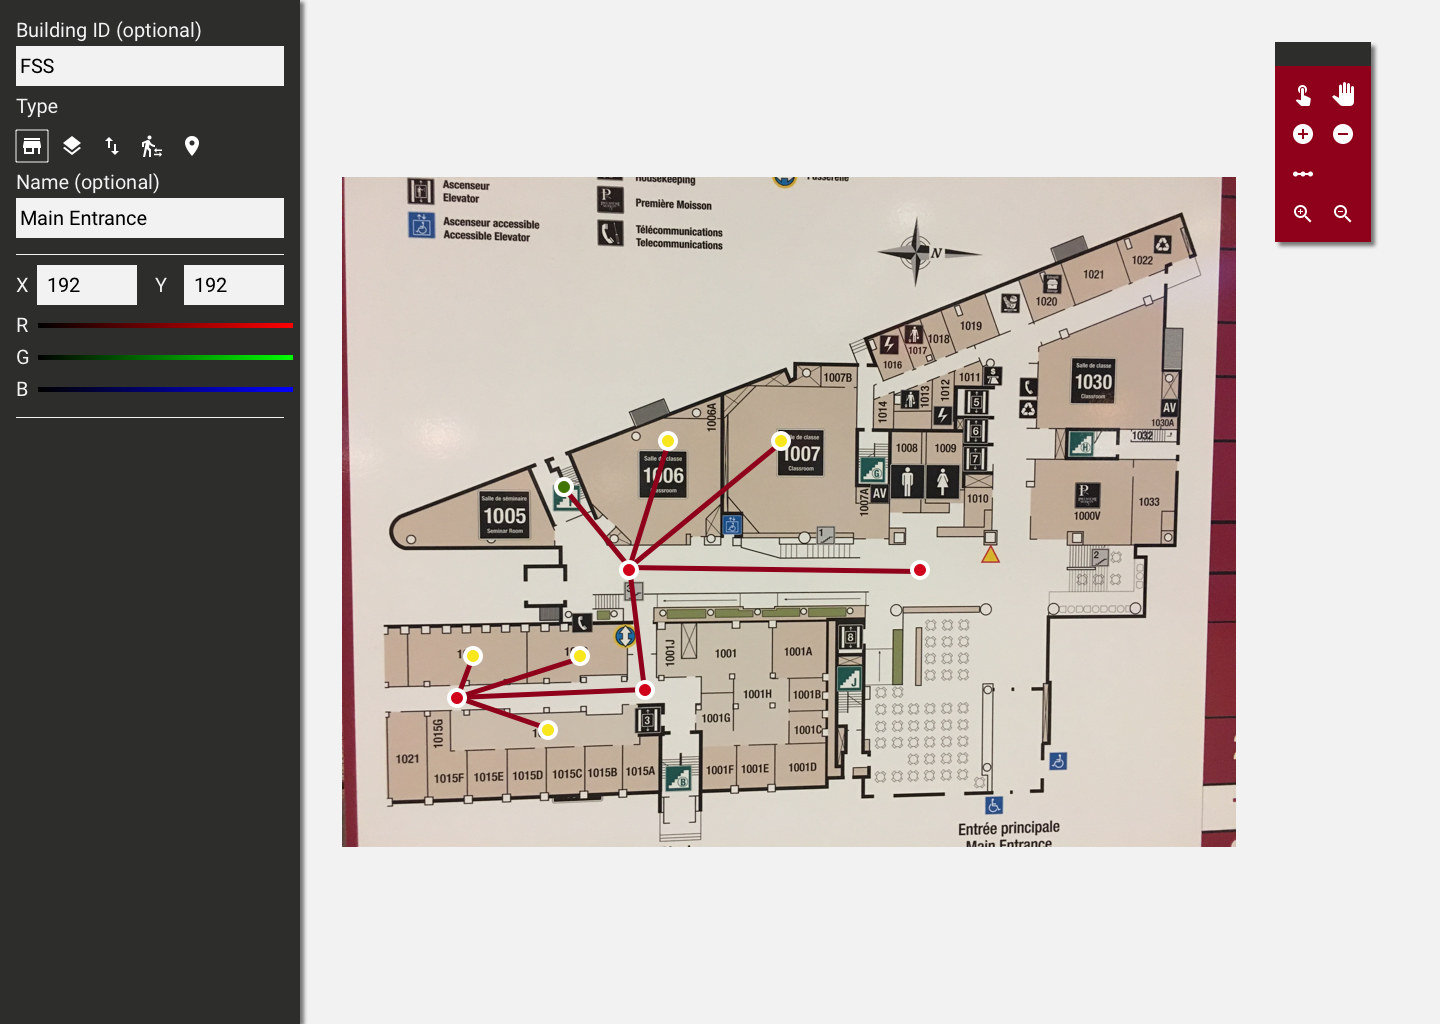 Building ID (optional)
FSS
Type
Name (optional)
Main Entrance
X 192 Y 192
R
G
B
Ascenseur
Elevator
Ascenseur accessible
Accessible Elevator
Housekeeping
Première Moisson
Télécommunications
Telecommunications
Passerelle
N
1022
1021
1020
1019
1018
1017
1016
1007B
1014
1013
1012
1011
5
6
7
Salle de classe
1030
Classroom
AV
1030A
1032
H
1006A
Salle de classe
1006
Classroom
1007
Classroom
1008
1009
G
AV
1007A
1010
1000V
1033
Salle de séminaire
1005
Seminar Room
1
2
1001J
1001
1001A
8
1001H
1001B
J
1001G
1001C
3
1015G
1021
1015F
1015E
1015D
1015C
1015B
1015A
B
1001F
1001E
1001D
Entrée principale
Main Entrance